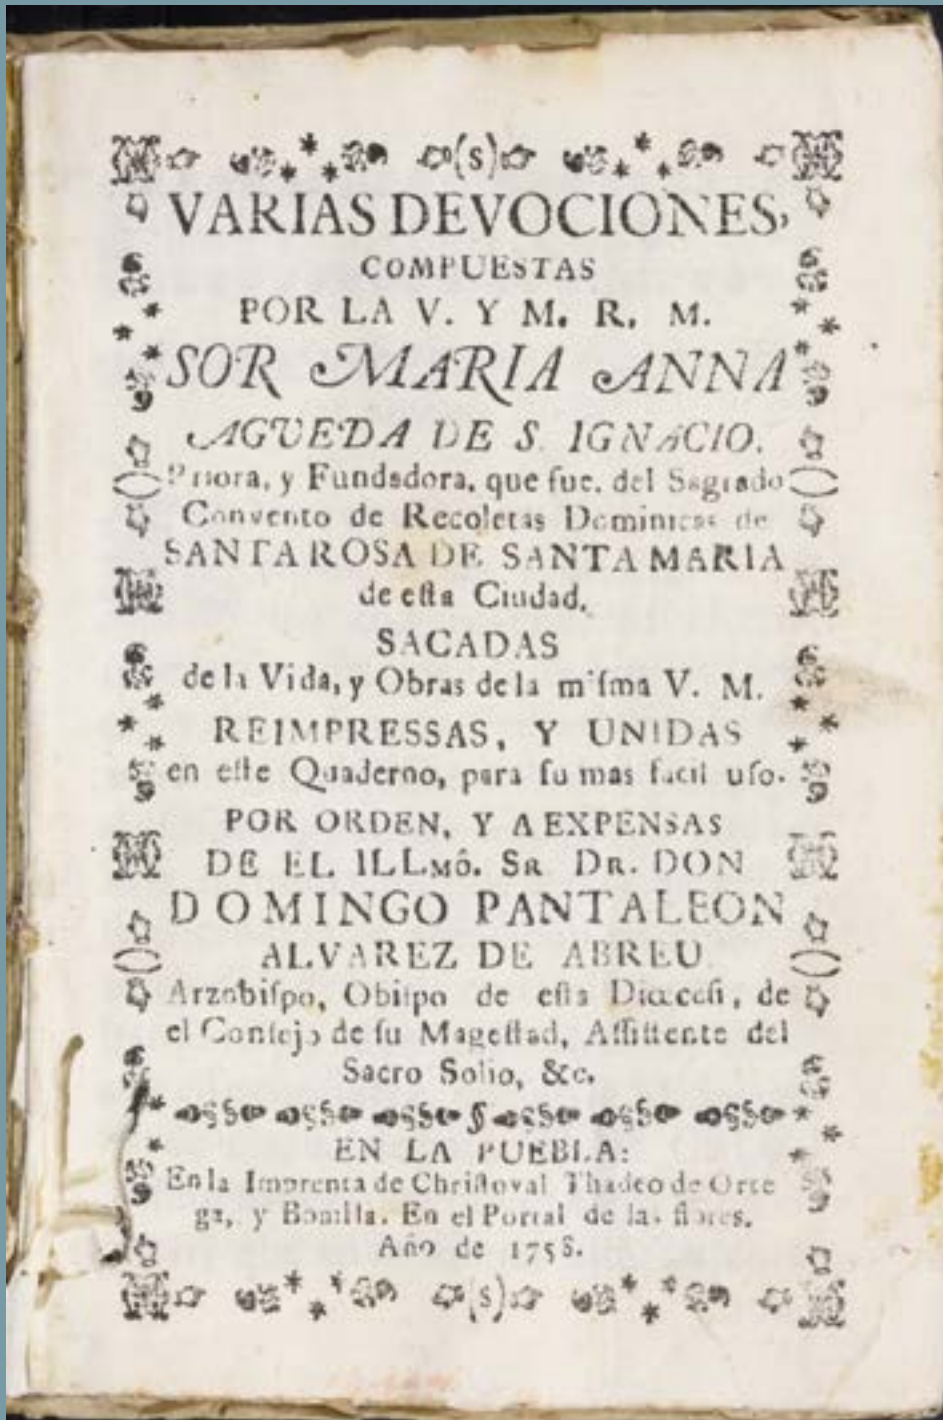 (s)
VARIAS DEVOCIONES,
COMPUESTAS
POR LA V. Y M. R. M.
SOR MARIA ANNA
AGUEDA DE S. IGNACIO.
Priora, y Fundadora, que fue, del Sagrado
Convento de Recoletas Dominicas de
SANTA ROSA DE SANTA MARIA
de eſta Ciudad.
SACADAS
de la Vida, y Obras de la miſma V. M.
REIMPRESSAS, Y UNIDAS
en eſte Quaderno, para ſu mas facil uſo.
POR ORDEN, Y A EXPENSAS
DE EL ILLMô. SR DR. DON
DOMINGO PANTALEON
ALVAREZ DE ABREU
Arzobiſpo, Obiſpo de eſta Diœceſi, de
el Conſejo de ſu Mageſtad, Aſſiſtente del
Sacro Solio, &c.
EN LA PUEBLA:
En la Imprenta de Chriſtoval Thadeo de Orte
ga, y Bonilla. En el Portal de las flores.
Año de 1758.
(s)